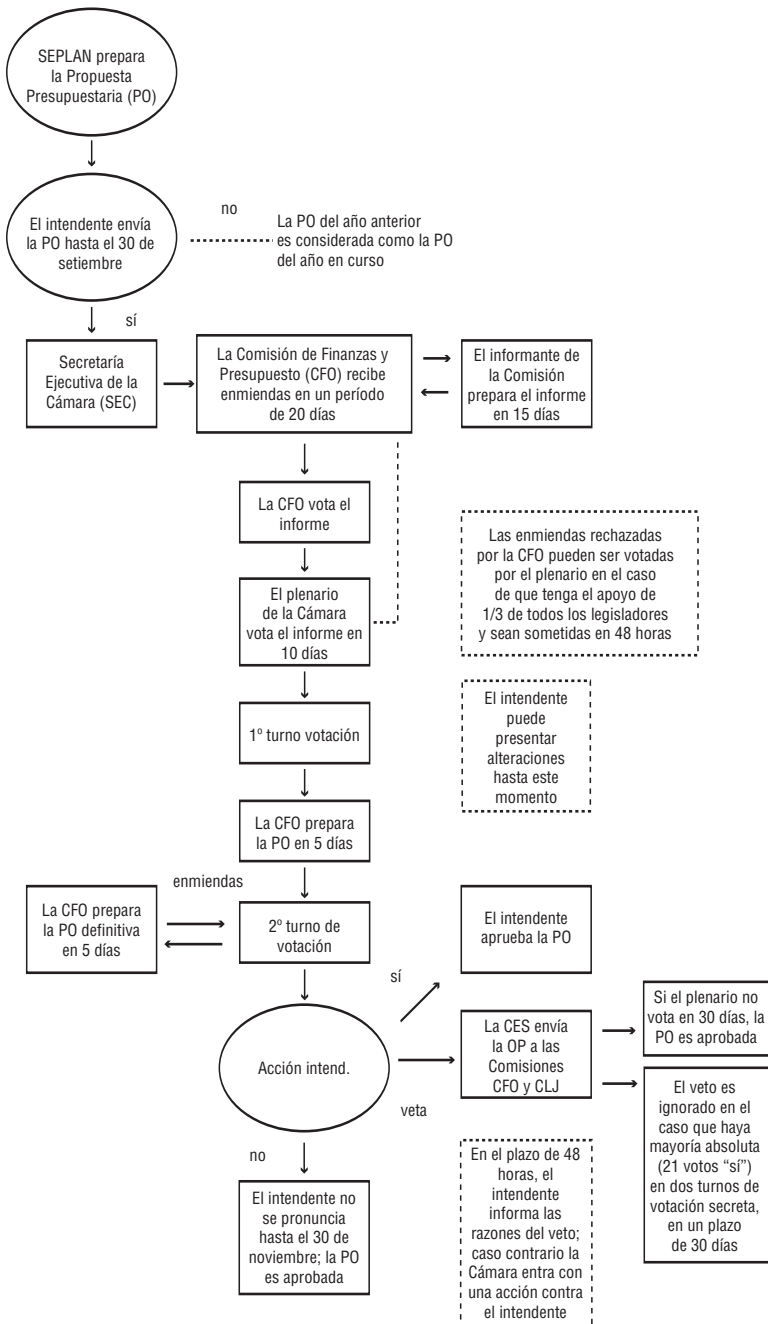 SEPLAN prepara
la Propuesta
Presupuestaria (PO)
El intendente envía
la PO hasta el 30 de
setiembre
no
La PO del año anterior
es considerada como la PO
del año en curso
sí
Secretaría
Ejecutiva de la
Cámara (SEC)
La Comisión de Finanzas y
Presupuesto (CFO) recibe
enmiendas en un período
de 20 días
El informante de
la Comisión
prepara el informe
en 15 días
La CFO vota el
informe
Las enmiendas rechazadas
por la CFO pueden ser votadas
por el plenario en el caso
de que tenga el apoyo de
1/3 de todos los legisladores
y sean sometidas en 48 horas
El plenario
de la Cámara
vota el informe en
10 días
1º turno votación
El intendente
puede
presentar
alteraciones
hasta este
momento
La CFO prepara
la PO en 5 días
enmiendas
La CFO prepara
la PO definitiva
en 5 días
2º turno de
votación
El intendente
aprueba la PO
sí
Acción intend.
La CES envía
la OP a las
Comisiones
CFO y CLJ
Si el plenario no
vota en 30 días, la
PO es aprobada
veta
El veto es
ignorado en el
caso que haya
mayoría absoluta
(21 votos “sí”)
en dos turnos de
votación secreta,
en un plazo
de 30 días
no
El intendente no
se pronuncia
hasta el 30 de
noviembre; la PO
es aprobada
En el plazo de 48
horas, el
intendente
informa las
razones del veto;
caso contrario la
Cámara entra con
una acción contra
el intendente